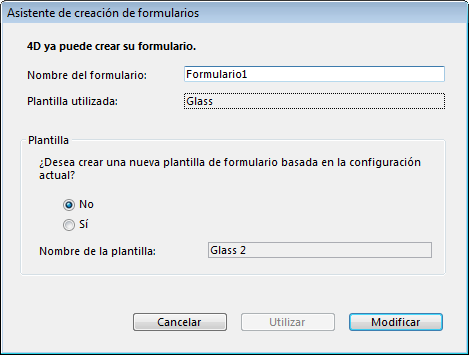 Asistente de creación de formularios
4D ya puede crear su formulario.
Nombre del formulario: Formulario1
Plantilla utilizada: Glass
Plantilla
¿Desea crear una nueva plantilla de formulario basada en la configuración
actual?
No
Sí
Nombre de la plantilla: Glass 2
Cancelar Utilizar Modificar